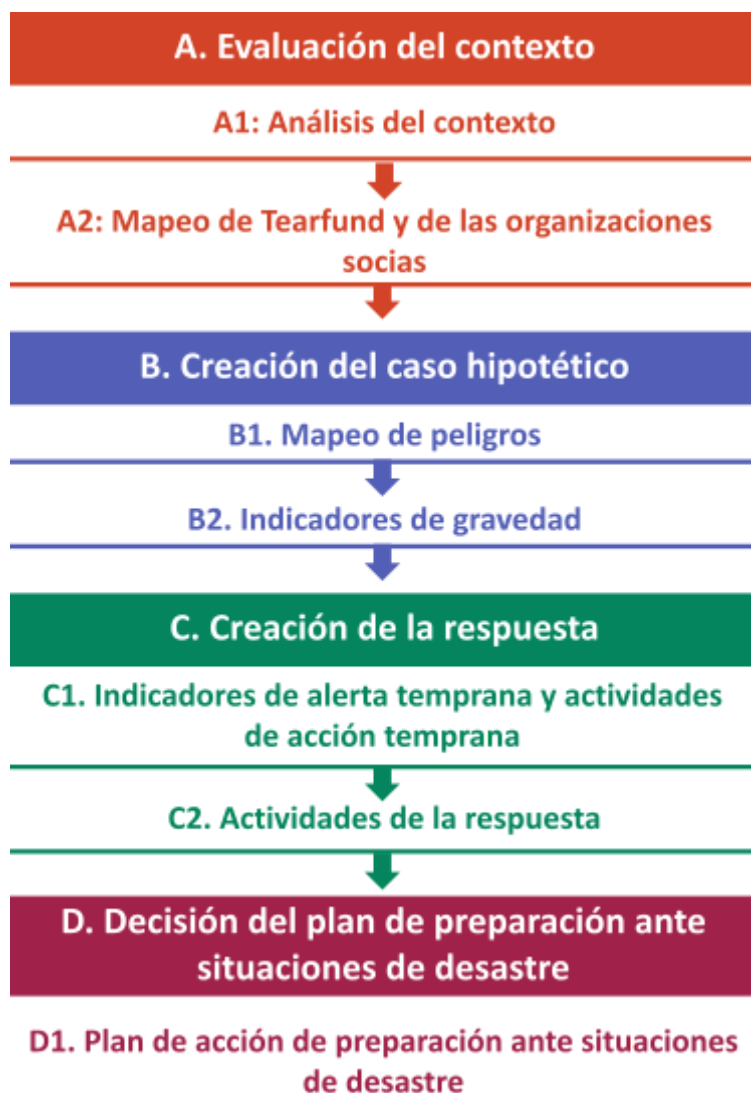 A. Evaluación del contexto
A1: Análisis del contexto
A2: Mapeo de Tearfund y de las organizaciones
socias
B. Creación del caso hipotético
B1. Mapeo de peligros
B2. Indicadores de gravedad
C. Creación de la respuesta
C1. Indicadores de alerta temprana y actividades
de acción temprana
C2. Actividades de la respuesta
D. Decisión del plan de preparación ante
situaciones de desastre
D1. Plan de acción de preparación ante situaciones
de desastre